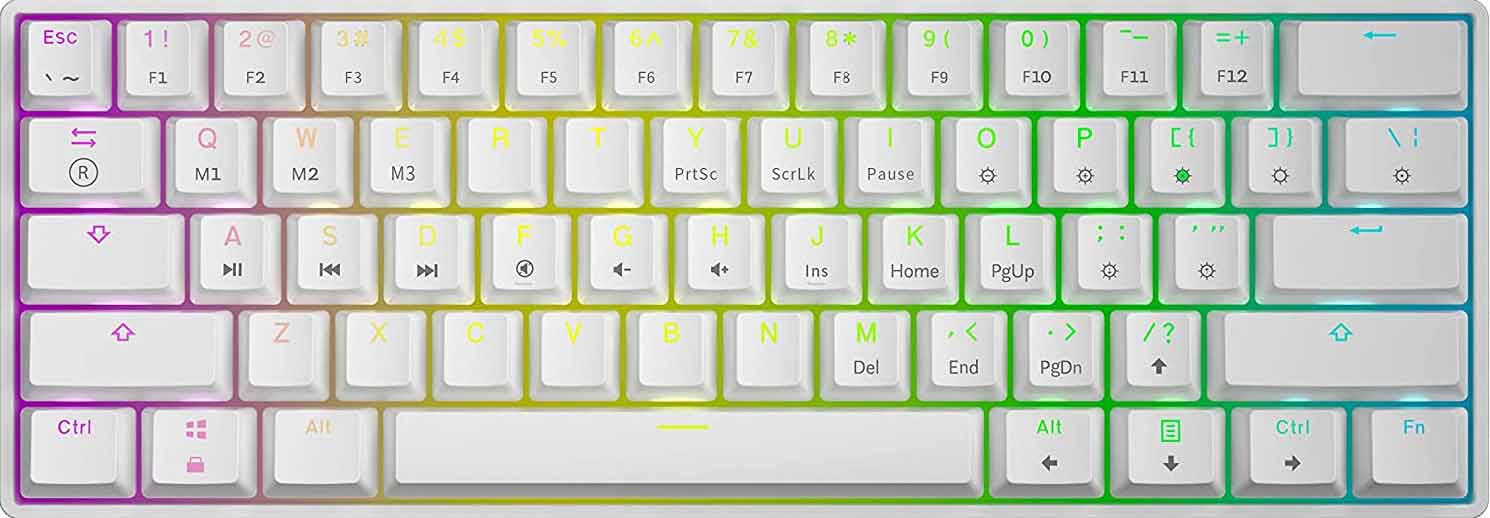 Esc 1! 2@ 3# 4$ 5% 6^ 7& 8* 9( 0) -_ =+ ←
` ~ F1 F2 F3 F4 F5 F6 F7 F8 F9 F10 F11 F12
Q W E R T Y U I O P [{ ]} \|
R M1 M2 M3 PrtSc ScrLk Pause
A S D F G H J K L ;: '"
Ins Home PgUp
Z X C V B N M ,< .> /?
Del End PgDn ↑
Ctrl Alt Alt Ctrl Fn
← ↓ →